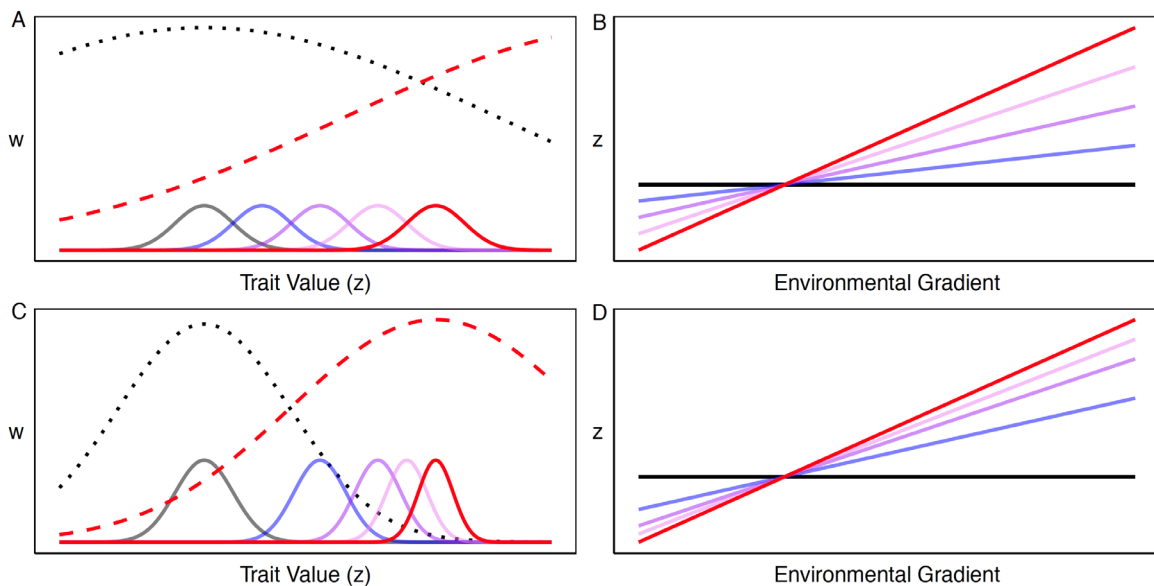 A
w
Trait Value (z)
B
z
Environmental Gradient
C
w
Trait Value (z)
D
z
Environmental Gradient